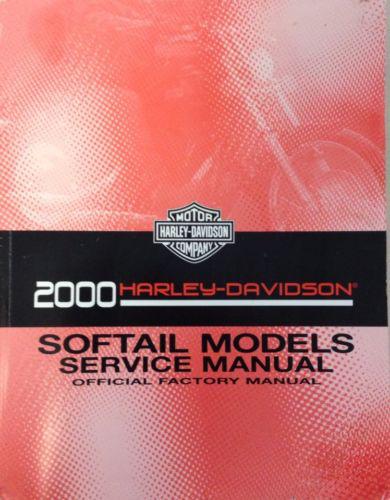 MOTOR
HARLEY-DAVIDSON
COMPANY
2000 HARLEY-DAVIDSON®
SOFTAIL MODELS
SERVICE MANUAL
OFFICIAL FACTORY MANUAL